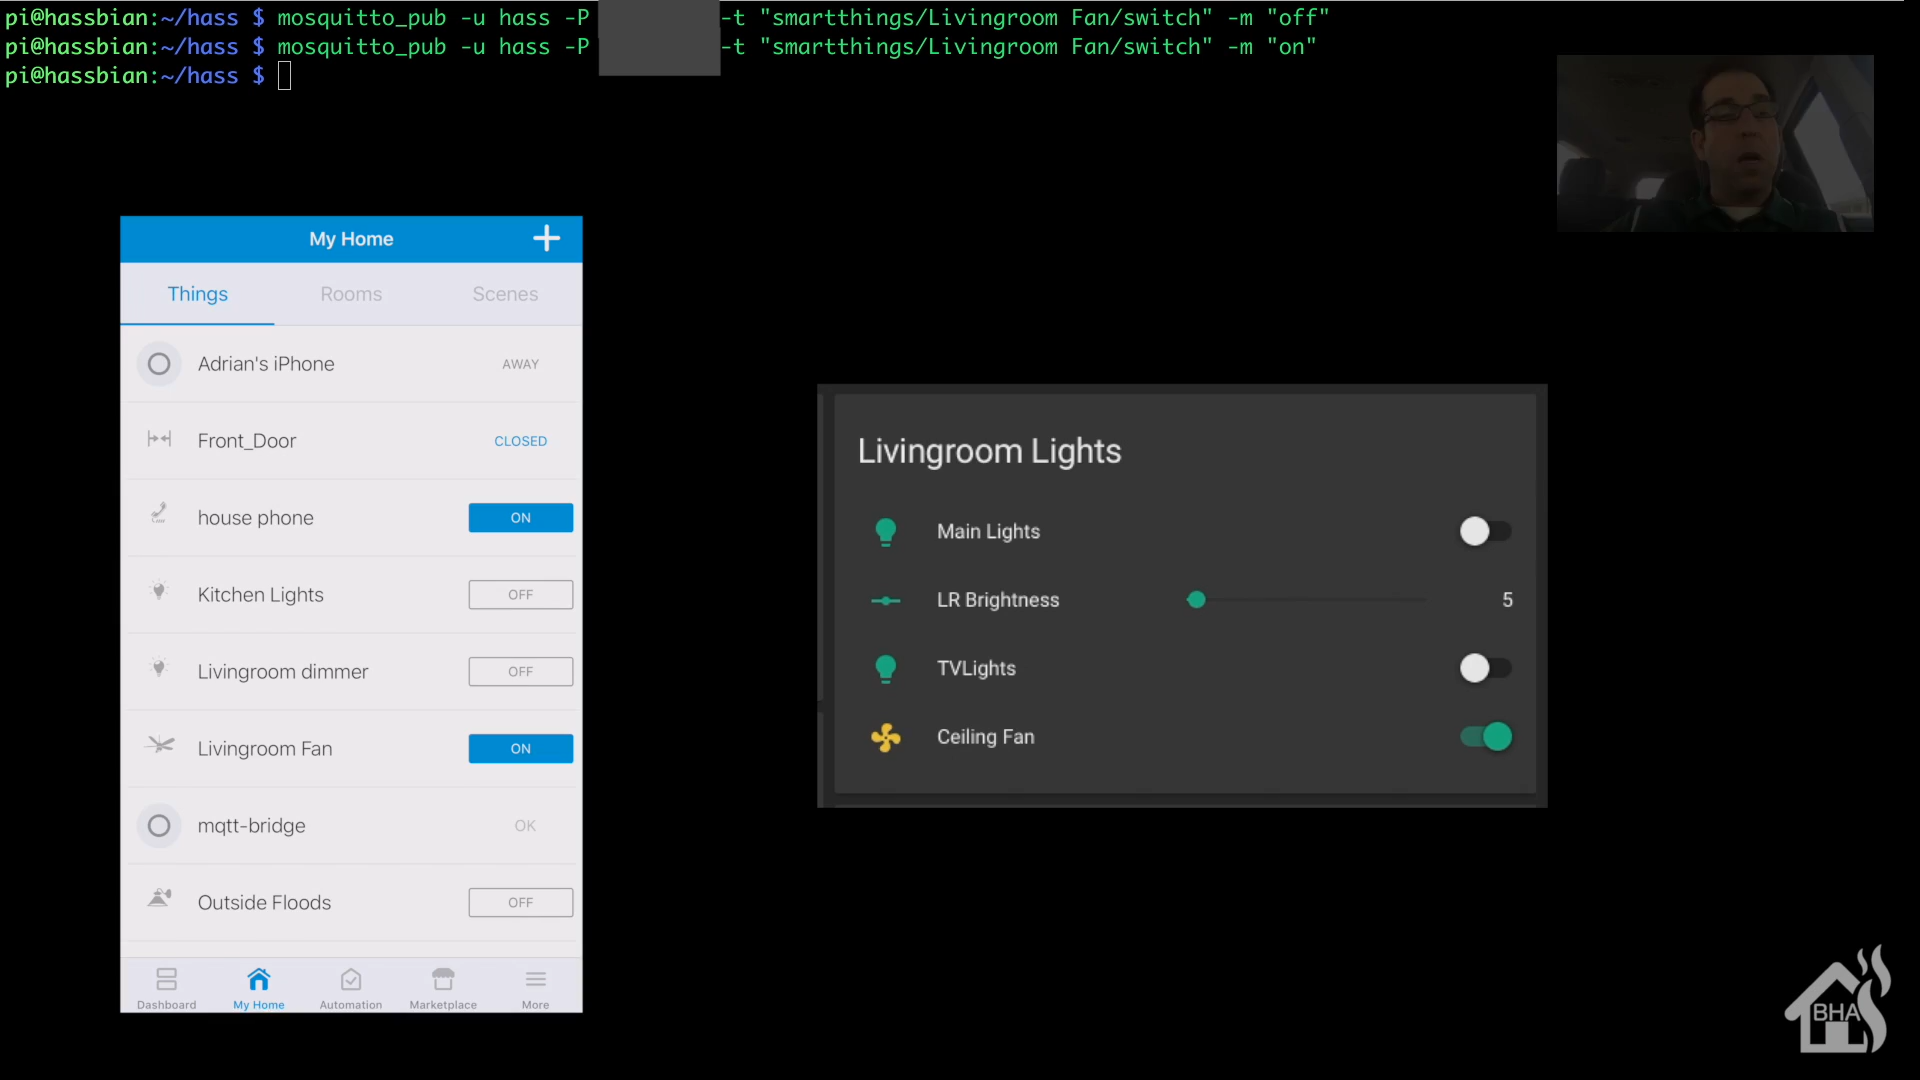 pi@hassbian:~/hass $ mosquitto_pub -u hass -P -t "smartthings/Livingroom Fan/switch" -m "off"
pi@hassbian:~/hass $ mosquitto_pub -u hass -P -t "smartthings/Livingroom Fan/switch" -m "on"
pi@hassbian:~/hass $
My Home
Things Rooms Scenes
Adrian's iPhone AWAY
Front_Door CLOSED
house phone ON
Kitchen Lights OFF
Livingroom dimmer OFF
Livingroom Fan ON
mqtt-bridge OK
Outside Floods OFF
Dashboard My Home Automation Marketplace More
Livingroom Lights
Main Lights
LR Brightness 5
TVLights
Ceiling Fan
BHA